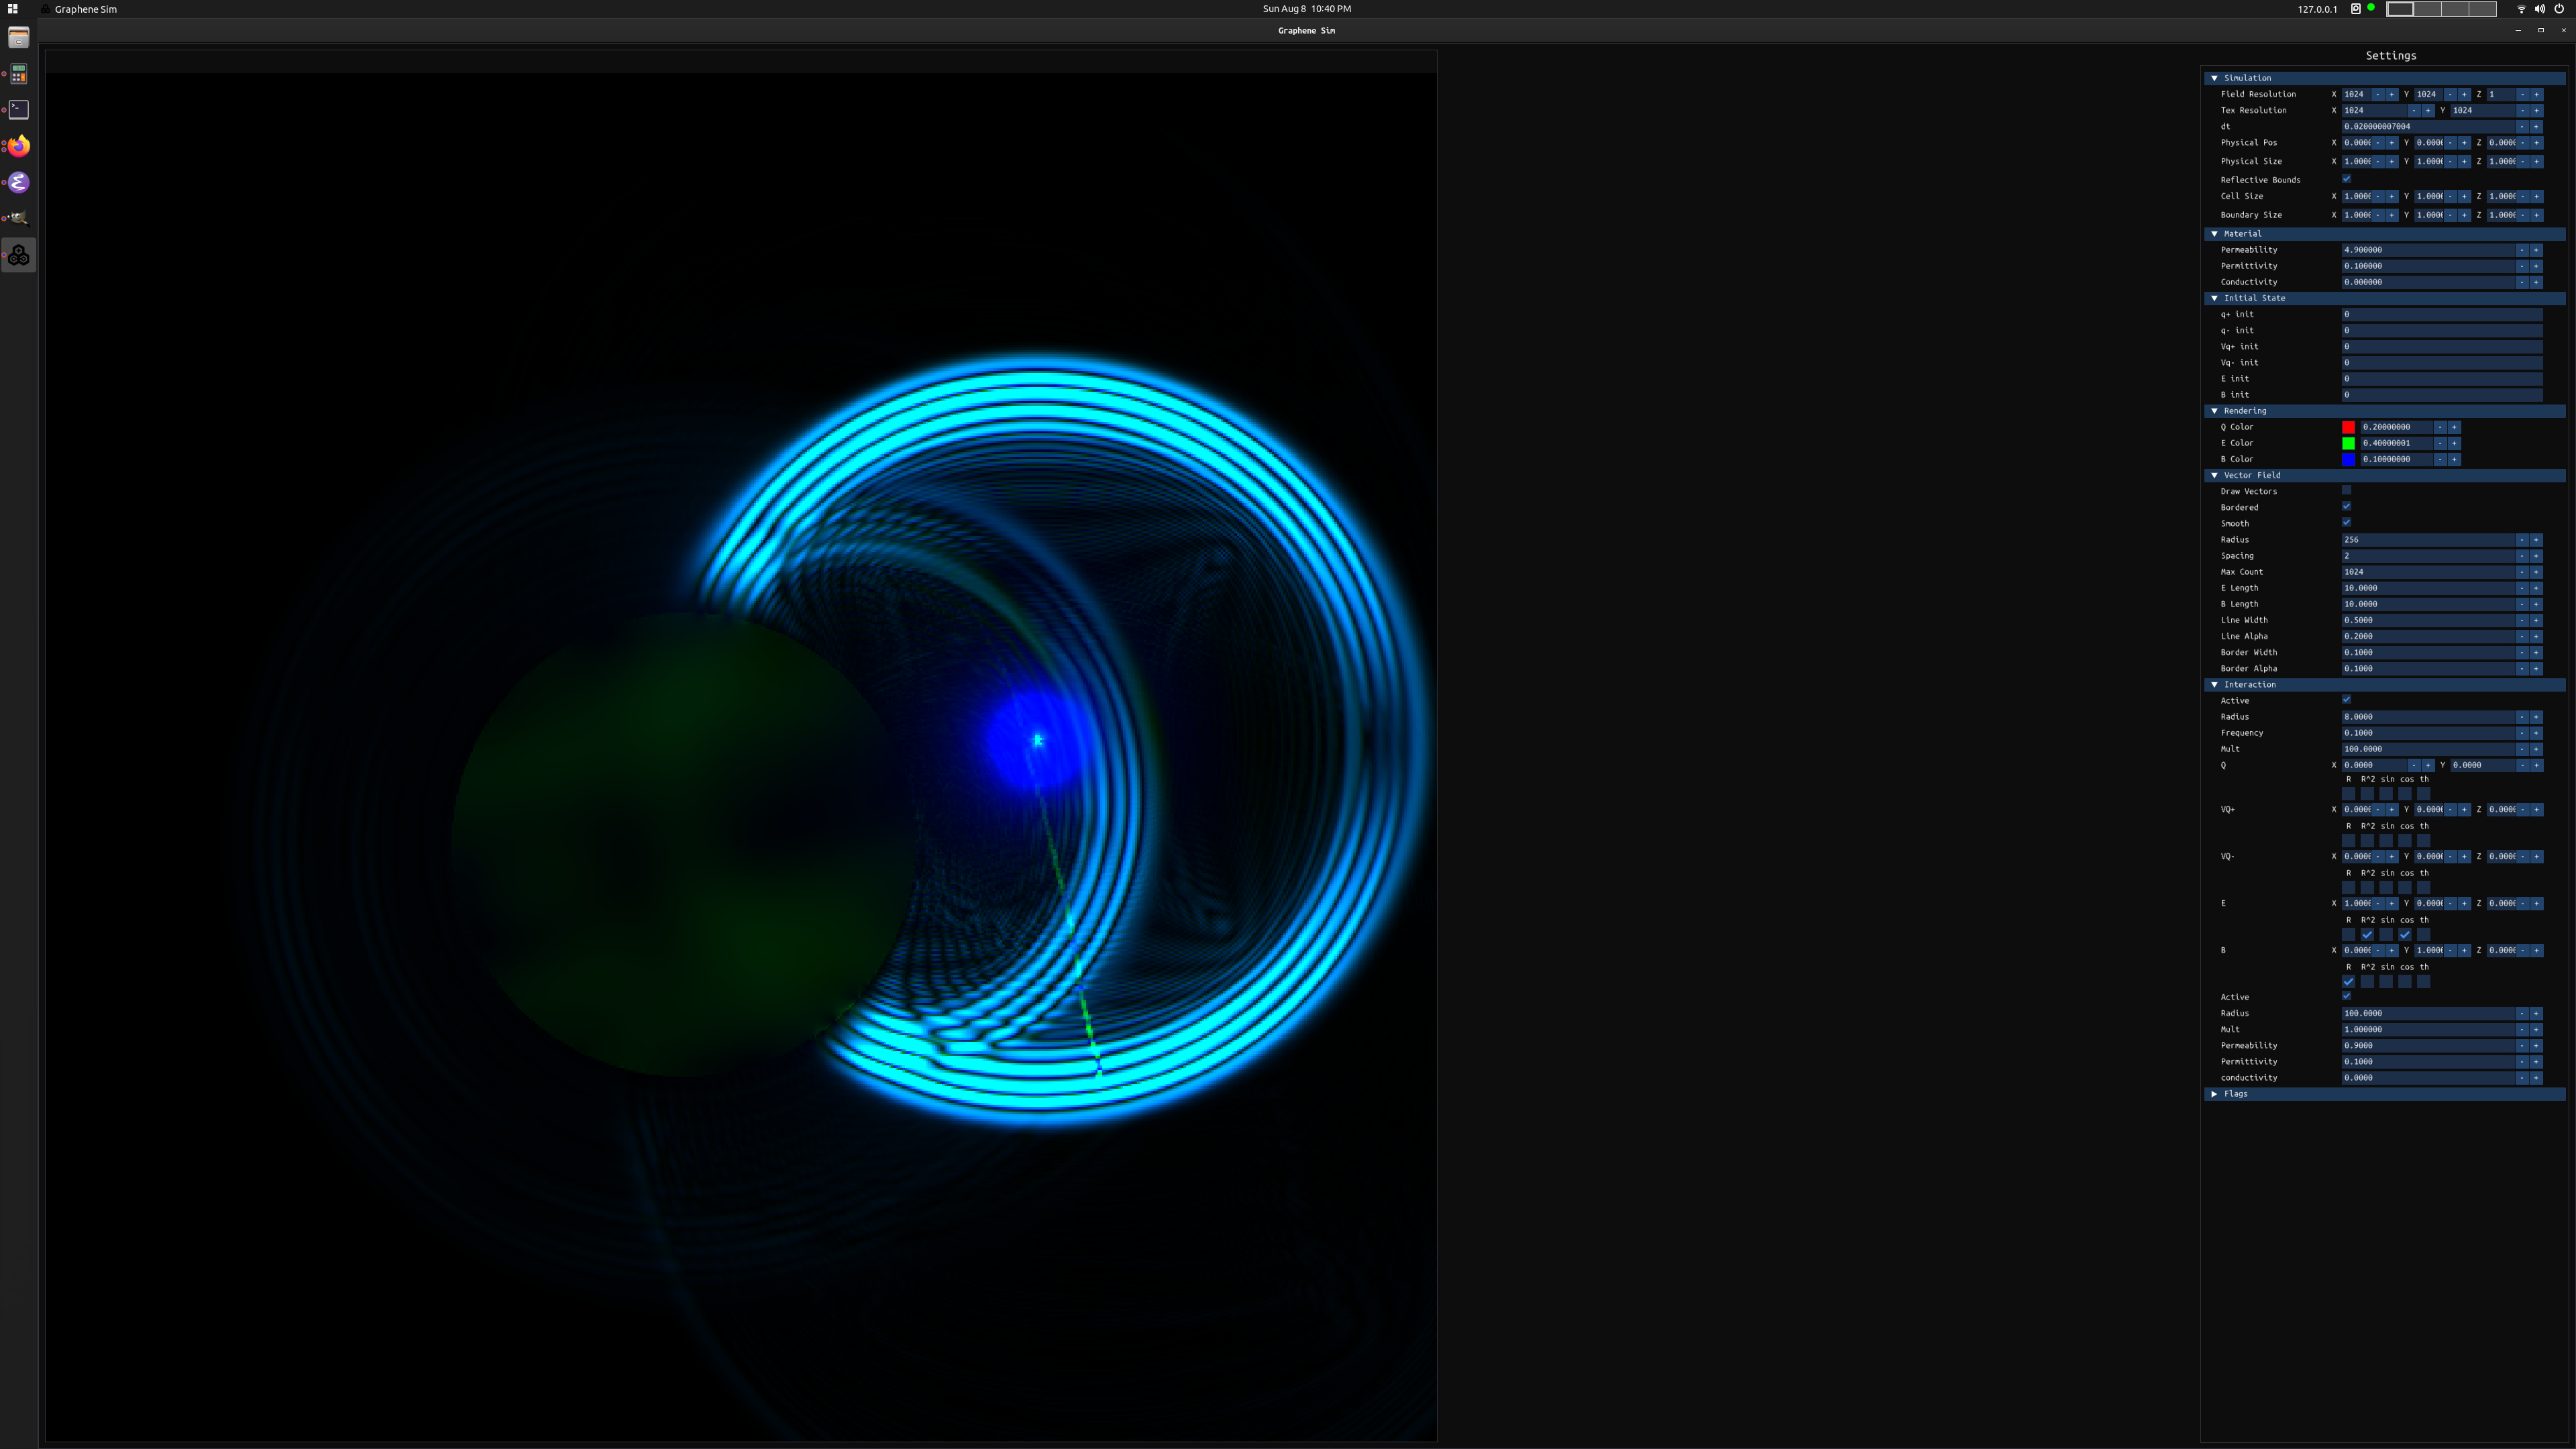 Graphene Sim Sun Aug 8 10:40 PM 127.0.0.1
Graphene Sim
Settings
Simulation
Field Resolution X 1024 - + Y 1024 - + Z 1 - +
Tex Resolution X 1024 - + Y 1024 - +
dt 0.020000007004 - +
Physical Pos X 0.000 - + Y 0.000 - + Z 0.000 - +
Physical Size X 1.000 - + Y 1.000 - + Z 1.000 - +
Reflective Bounds
Cell Size X 1.000 - + Y 1.000 - + Z 1.000 - +
Boundary Size X 1.000 - + Y 1.000 - + Z 1.000 - +
Material
Permeability 4.900000 - +
Permittivity 0.100000 - +
Conductivity 0.000000 - +
Initial State
q+ init 0
q- init 0
Vq+ init 0
Vq- init 0
E init 0
B init 0
Rendering
Q Color 0.20000000 - +
E Color 0.40000001 - +
B Color 0.10000000 - +
Vector Field
Draw Vectors
Bordered
Smooth
Radius 256 - +
Spacing 2 - +
Max Count 1024 - +
E Length 10.0000 - +
B Length 10.0000 - +
Line Width 0.5000 - +
Line Alpha 0.2000 - +
Border Width 0.1000 - +
Border Alpha 0.1000 - +
Interaction
Active
Radius 8.0000 - +
Frequency 0.1000 - +
Mult 100.0000 - +
Q X 0.0000 - + Y 0.0000 - +
R R^2 sin cos th
VQ+ X 0.000 - + Y 0.000 - + Z 0.000 - +
R R^2 sin cos th
VQ- X 0.000 - + Y 0.000 - + Z 0.000 - +
R R^2 sin cos th
E X 1.000 - + Y 0.000 - + Z 0.000 - +
R R^2 sin cos th
B X 0.000 - + Y 1.000 - + Z 0.000 - +
R R^2 sin cos th
Active
Radius 100.0000 - +
Mult 1.000000 - +
Permeability 0.9000 - +
Permittivity 0.1000 - +
conductivity 0.0000 - +
Flags